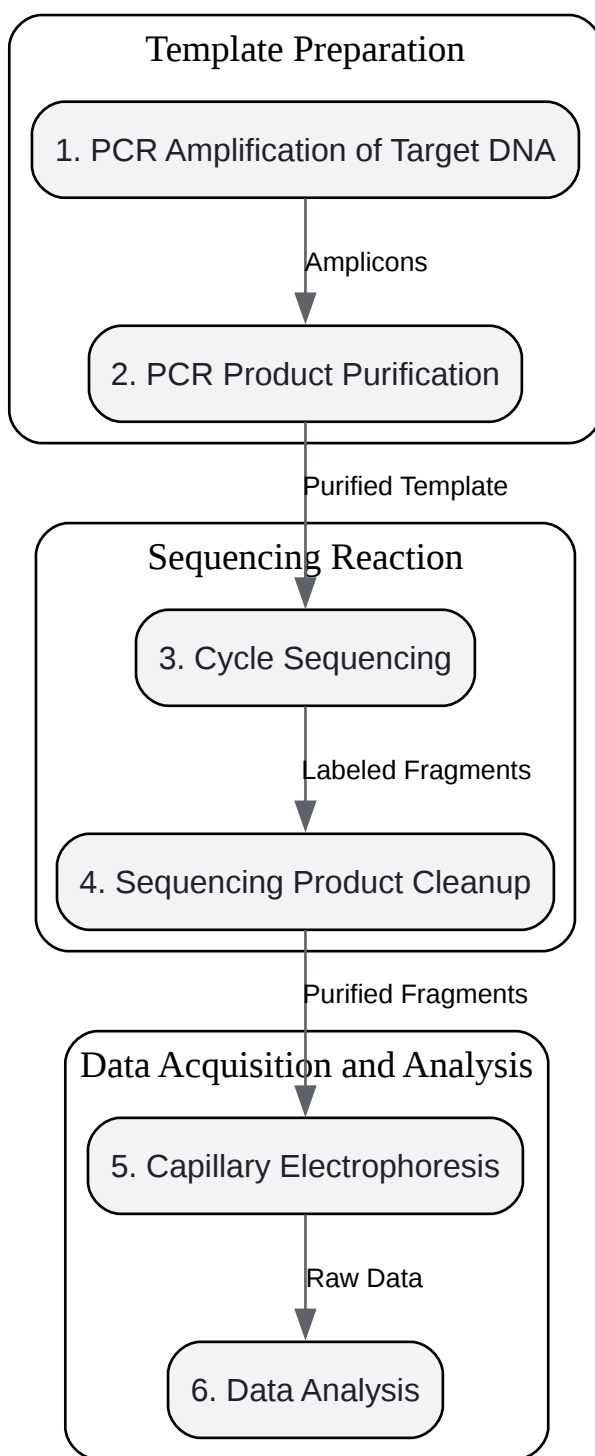 Template Preparation
1. PCR Amplification of Target DNA
Amplicons
2. PCR Product Purification
Purified Template
Sequencing Reaction
3. Cycle Sequencing
Labeled Fragments
4. Sequencing Product Cleanup
Purified Fragments
Data Acquisition and Analysis
5. Capillary Electrophoresis
Raw Data
6. Data Analysis